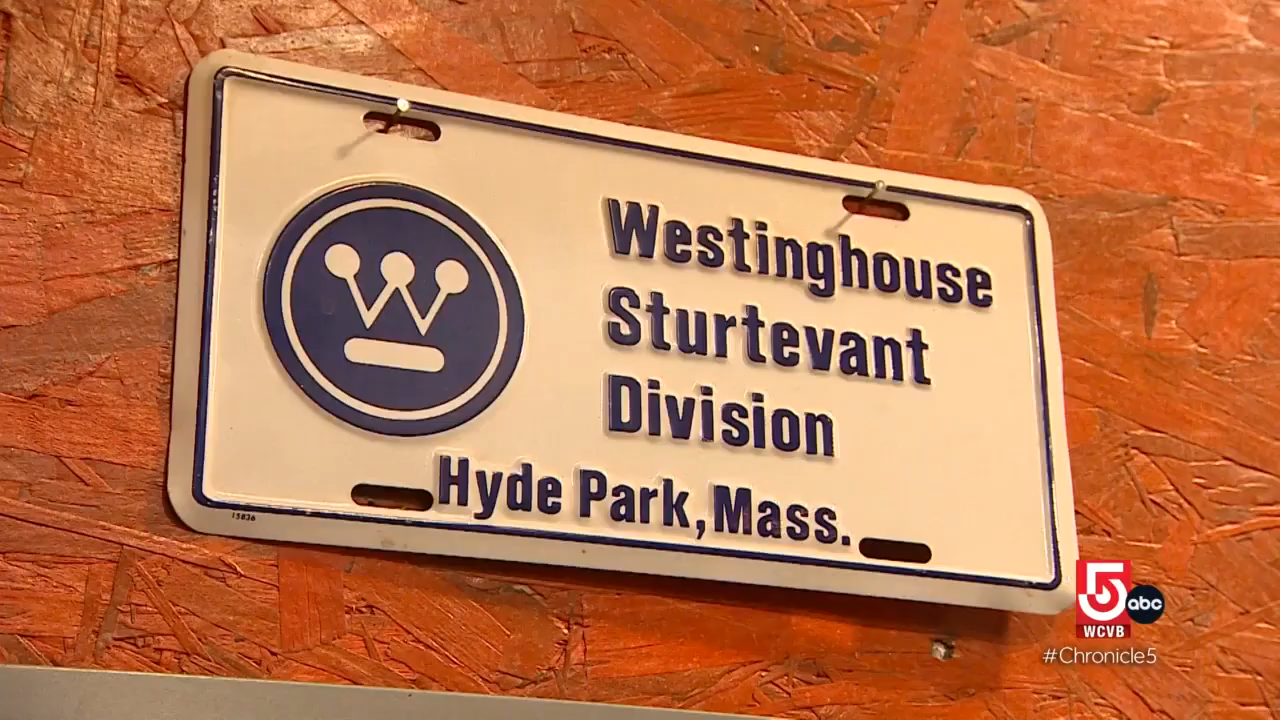 Westinghouse
Sturtevant
Division
Hyde Park, Mass.
15836
5 abc
WCVB
#Chronicle5